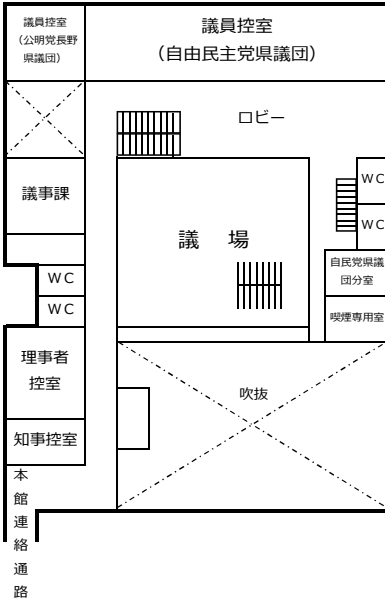 議員控室
（公明党長野
県議団）
議員控室
（自由民主党県議団）
ロビー
議事課
議　場
ＷＣ
ＷＣ
自民党県議
団分室
喫煙専用室
ＷＣ
ＷＣ
理事者
控室
吹抜
知事控室
本
館
連
絡
通
路